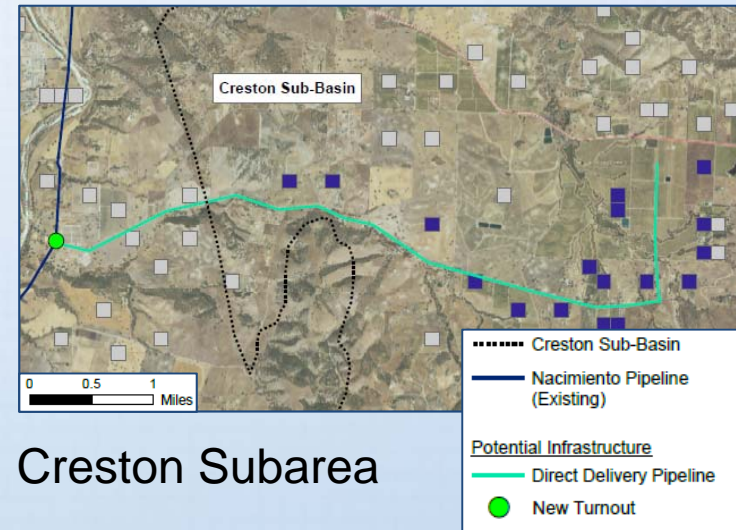 Creston Sub-Basin
0 0.5 1
Miles
Creston Sub-Basin
Nacimiento Pipeline
(Existing)
Potential Infrastructure
Direct Delivery Pipeline
New Turnout
Creston Subarea